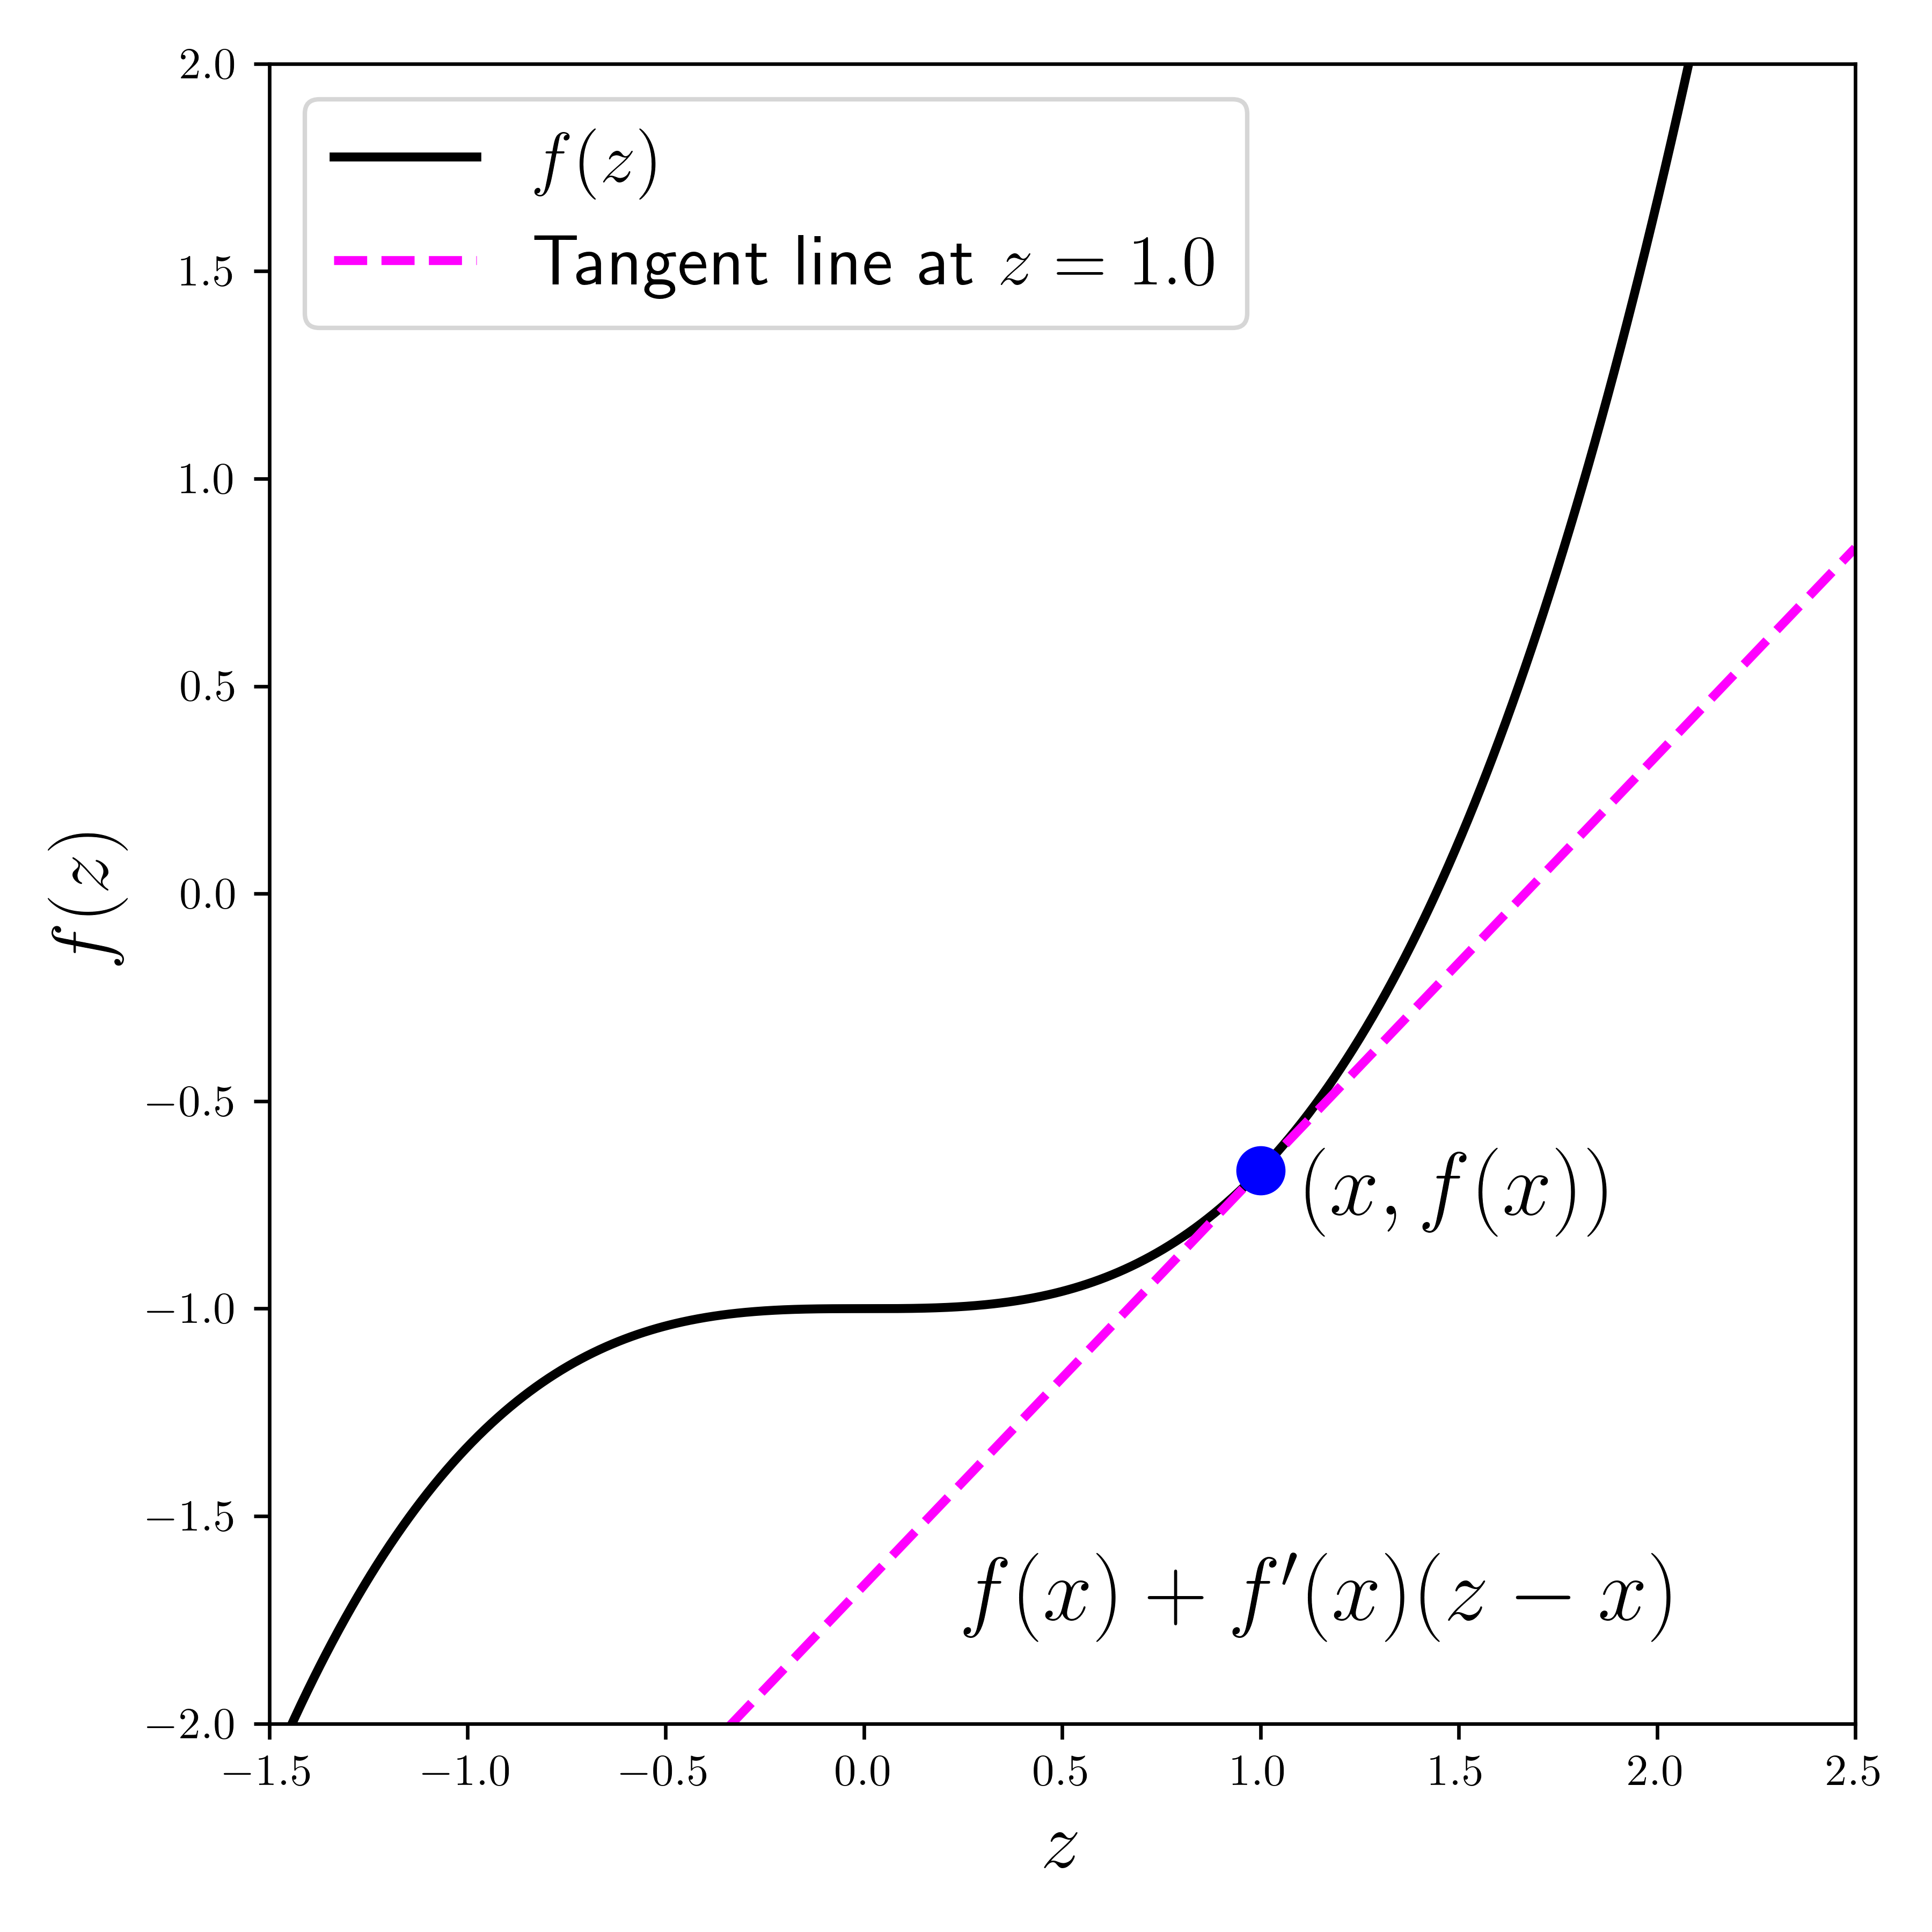 2.0
1.5
1.0
0.5
0.0
−0.5
−1.0
−1.5
−2.0
f(z)
f(z)
Tangent line at z = 1.0
(x, f(x))
f(x) + f′(x)(z − x)
−1.5 −1.0 −0.5 0.0 0.5 1.0 1.5 2.0 2.5
z